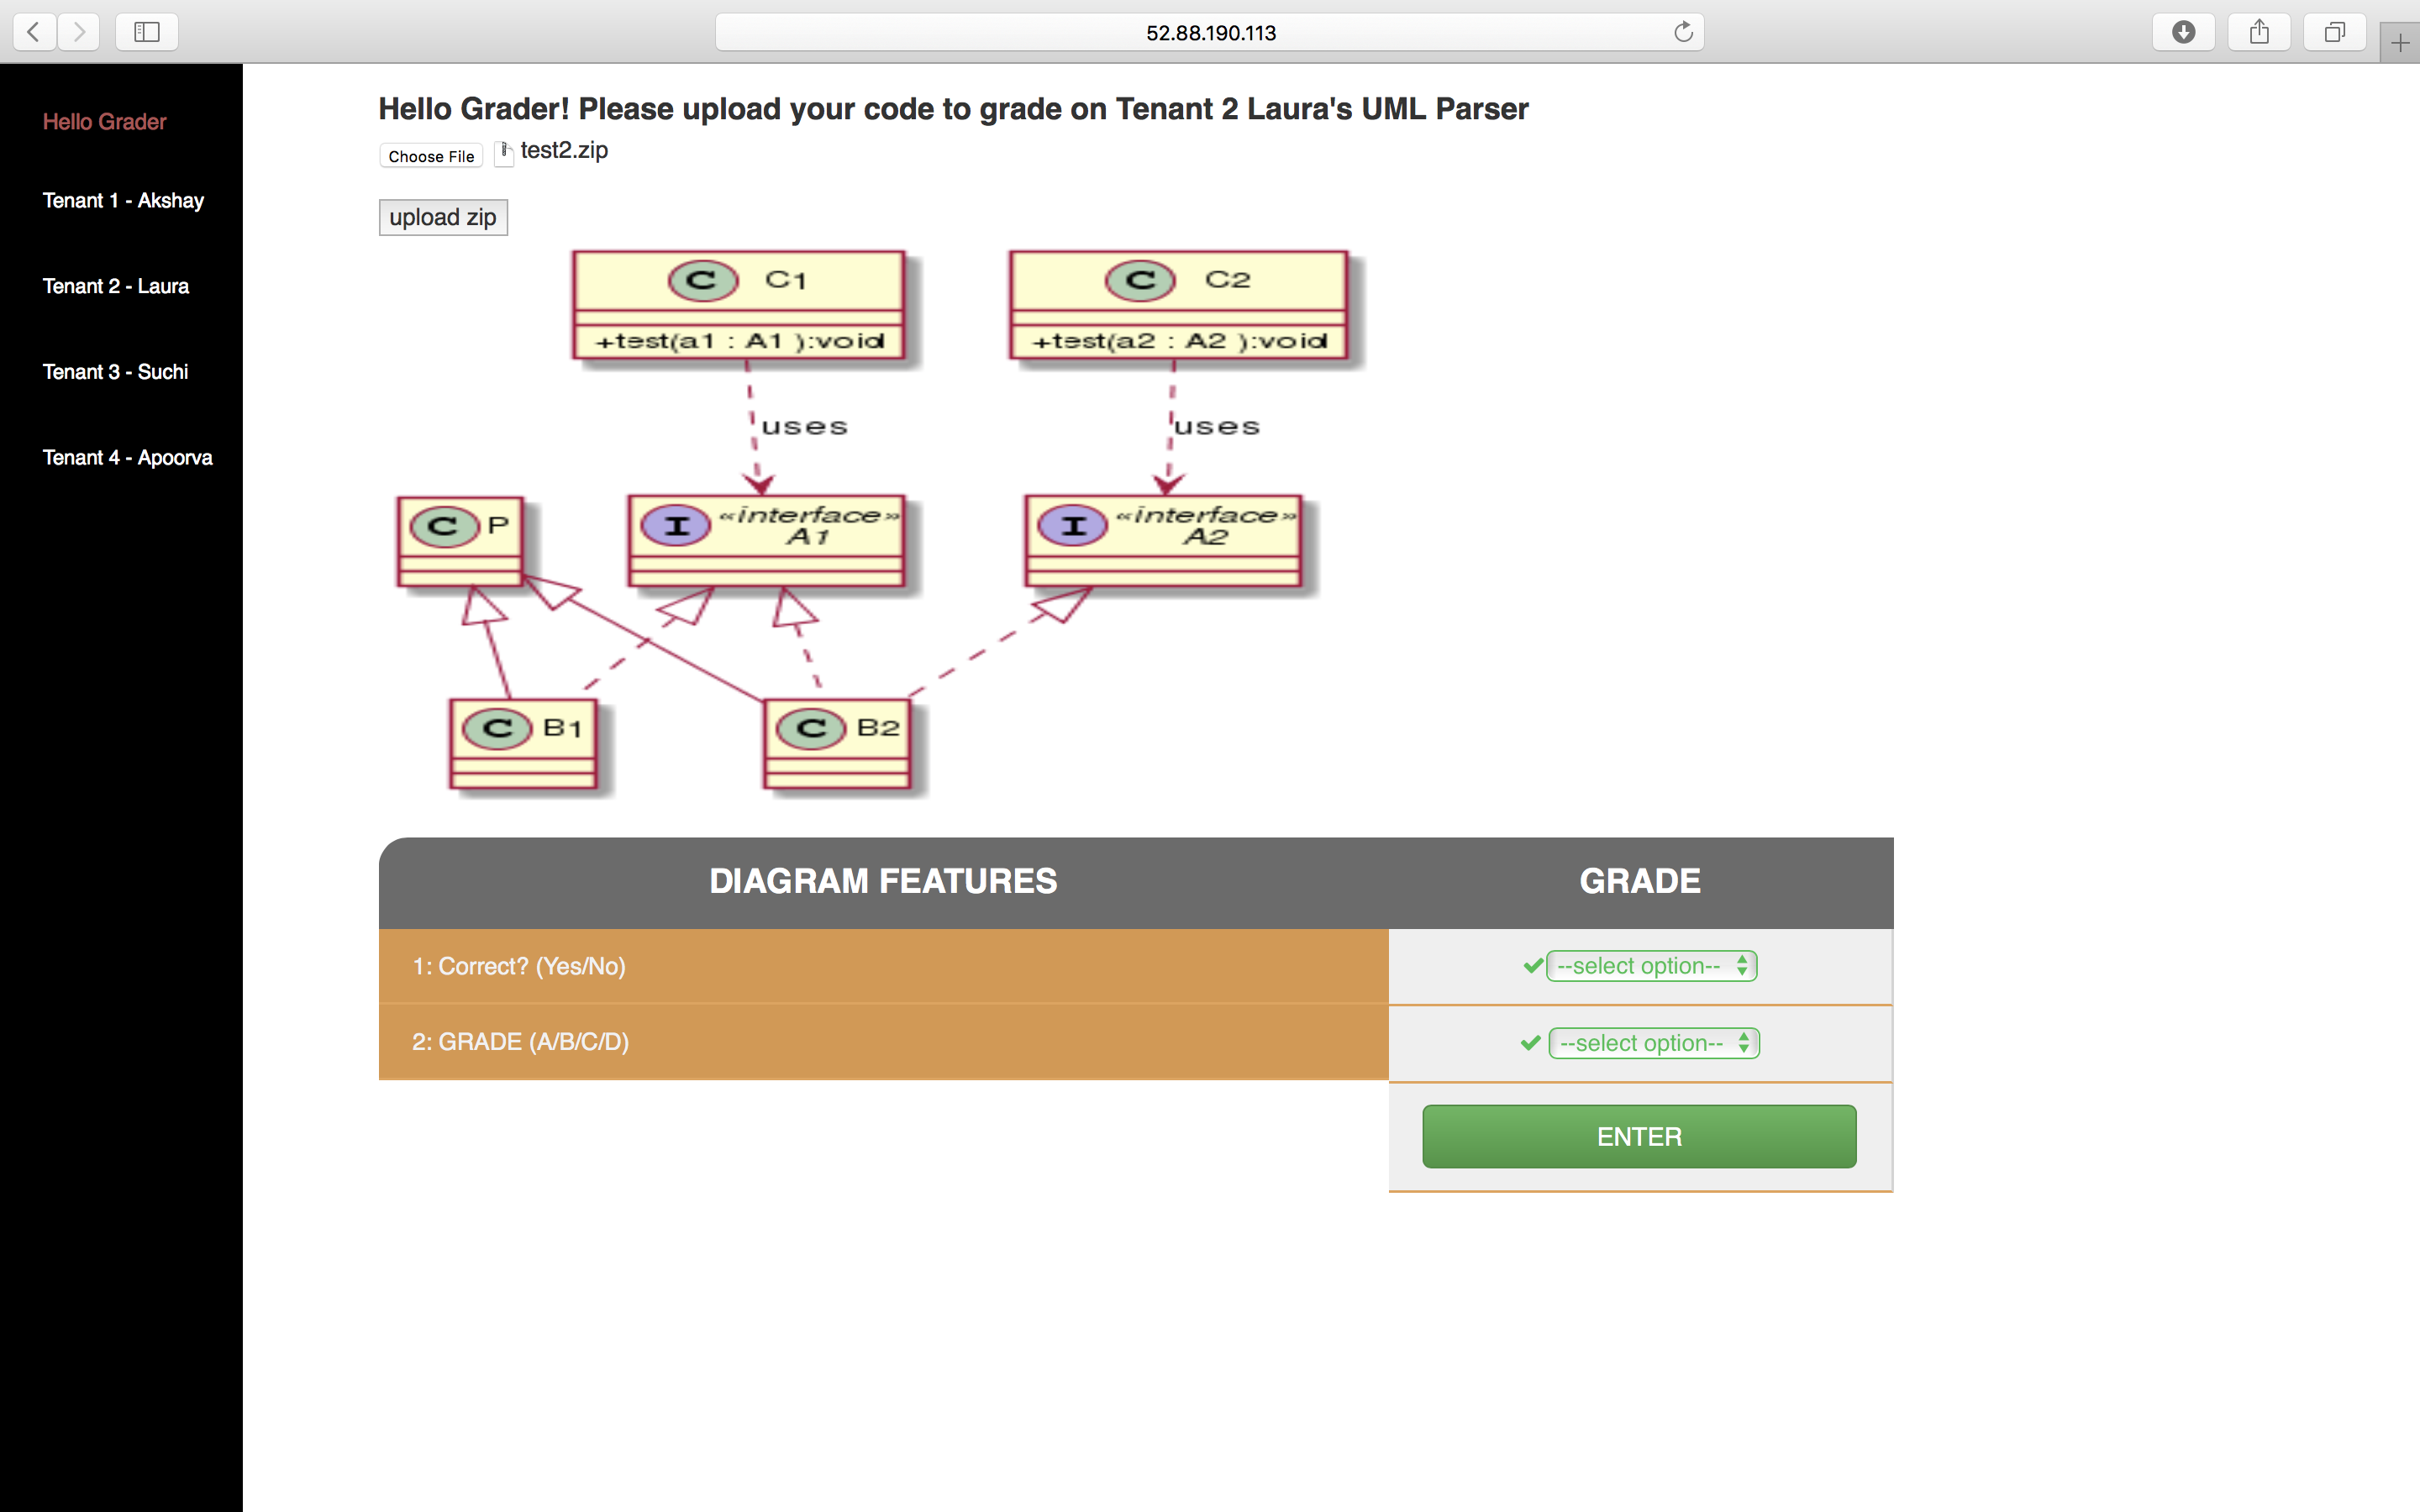 52.88.190.113
Hello Grader
Tenant 1 - Akshay
Tenant 2 - Laura
Tenant 3 - Suchi
Tenant 4 - Apoorva
Hello Grader! Please upload your code to grade on Tenant 2 Laura's UML Parser
Choose File test2.zip
upload zip
C C1
+test(a1 : A1 ):void
C C2
+test(a2 : A2 ):void
uses
uses
C P
I «interface»
A1
I «interface»
A2
C B1
C B2
DIAGRAM FEATURES GRADE
1: Correct? (Yes/No) --select option--
2: GRADE (A/B/C/D) --select option--
ENTER